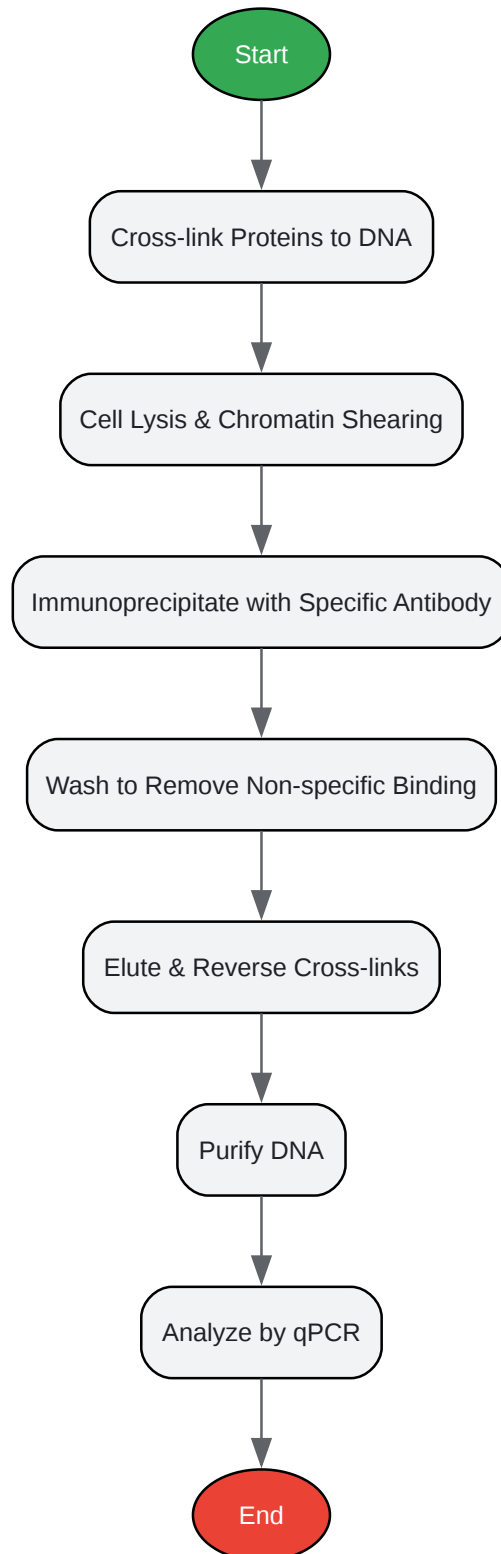 Start
Cross-link Proteins to DNA
Cell Lysis & Chromatin Shearing
Immunoprecipitate with Specific Antibody
Wash to Remove Non-specific Binding
Elute & Reverse Cross-links
Purify DNA
Analyze by qPCR
End